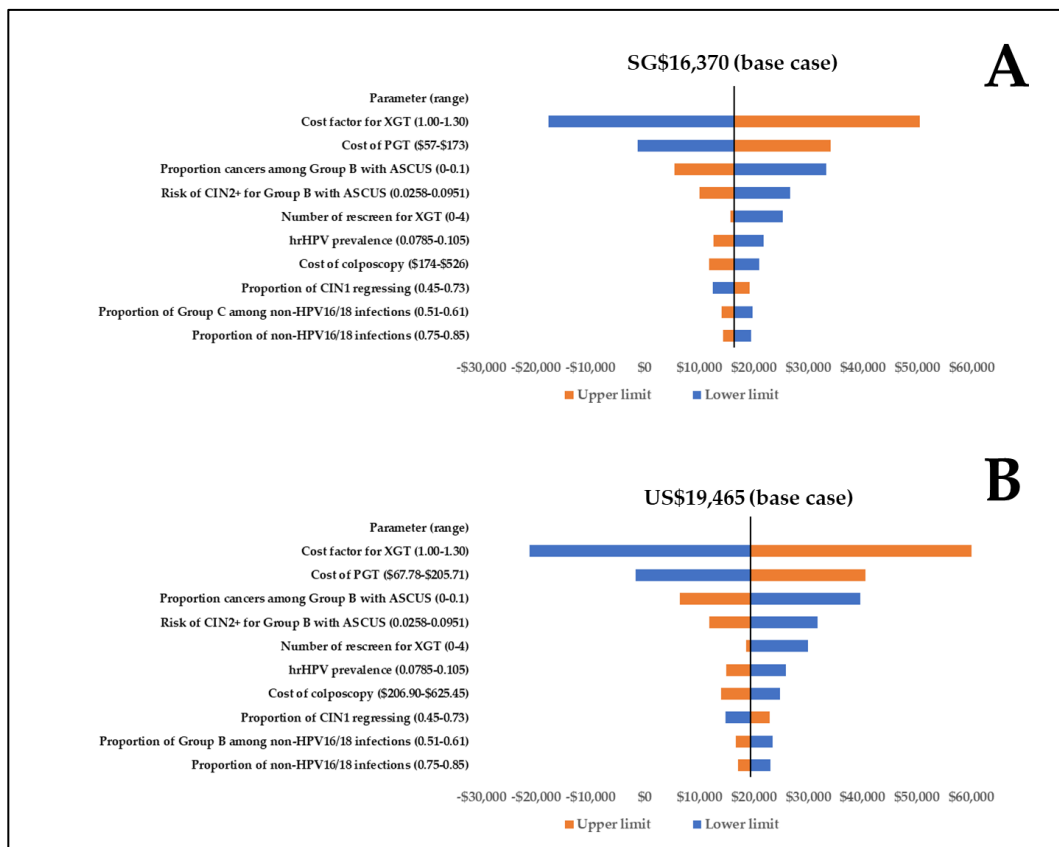 A
SG$16,370 (base case)
Parameter (range)
Cost factor for XGT (1.00-1.30)
Cost of PGT ($57-$173)
Proportion cancers among Group B with ASCUS (0-0.1)
Risk of CIN2+ for Group B with ASCUS (0.0258-0.0951)
Number of rescreen for XGT (0-4)
hrHPV prevalence (0.0785-0.105)
Cost of colposcopy ($174-$526)
Proportion of CIN1 regressing (0.45-0.73)
Proportion of Group C among non-HPV16/18 infections (0.51-0.61)
Proportion of non-HPV16/18 infections (0.75-0.85)
-$30,000 -$20,000 -$10,000 $0 $10,000 $20,000 $30,000 $40,000 $50,000 $60,000
Upper limit Lower limit
B
US$19,465 (base case)
Parameter (range)
Cost factor for XGT (1.00-1.30)
Cost of PGT ($67.78-$205.71)
Proportion cancers among Group B with ASCUS (0-0.1)
Risk of CIN2+ for Group B with ASCUS (0.0258-0.0951)
Number of rescreen for XGT (0-4)
hrHPV prevalence (0.0785-0.105)
Cost of colposcopy ($206.90-$625.45)
Proportion of CIN1 regressing (0.45-0.73)
Proportion of Group B among non-HPV16/18 infections (0.51-0.61)
Proportion of non-HPV16/18 infections (0.75-0.85)
-$30,000 -$20,000 -$10,000 $0 $10,000 $20,000 $30,000 $40,000 $50,000 $60,000
Upper limit Lower limit